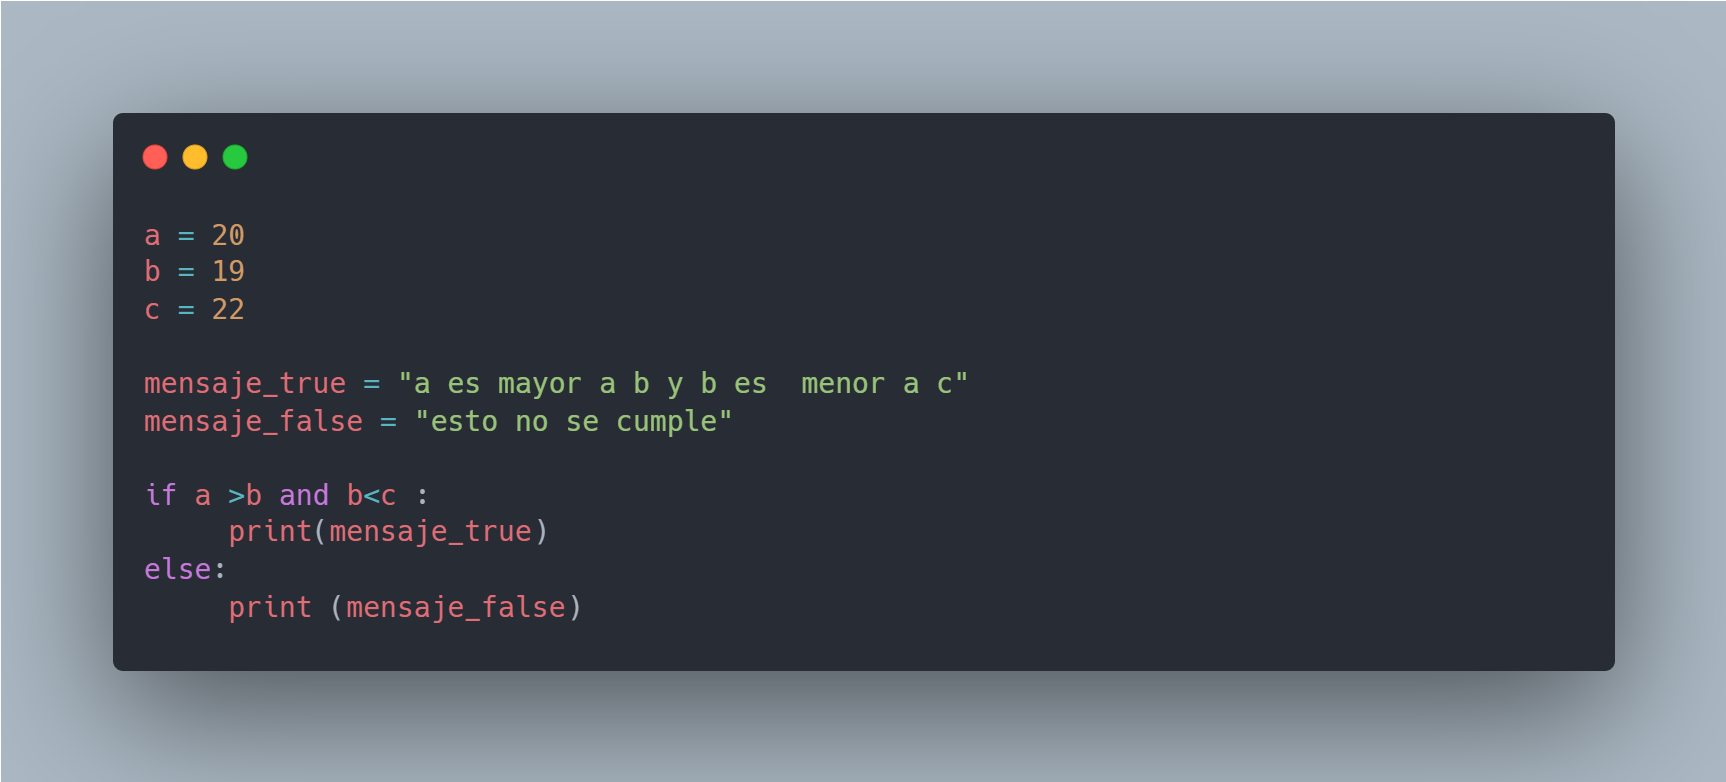 a = 20
b = 19
c = 22

mensaje_true = "a es mayor a b y b es  menor a c"
mensaje_false = "esto no se cumple"

if a >b and b<c :
     print(mensaje_true)
else:
     print (mensaje_false)